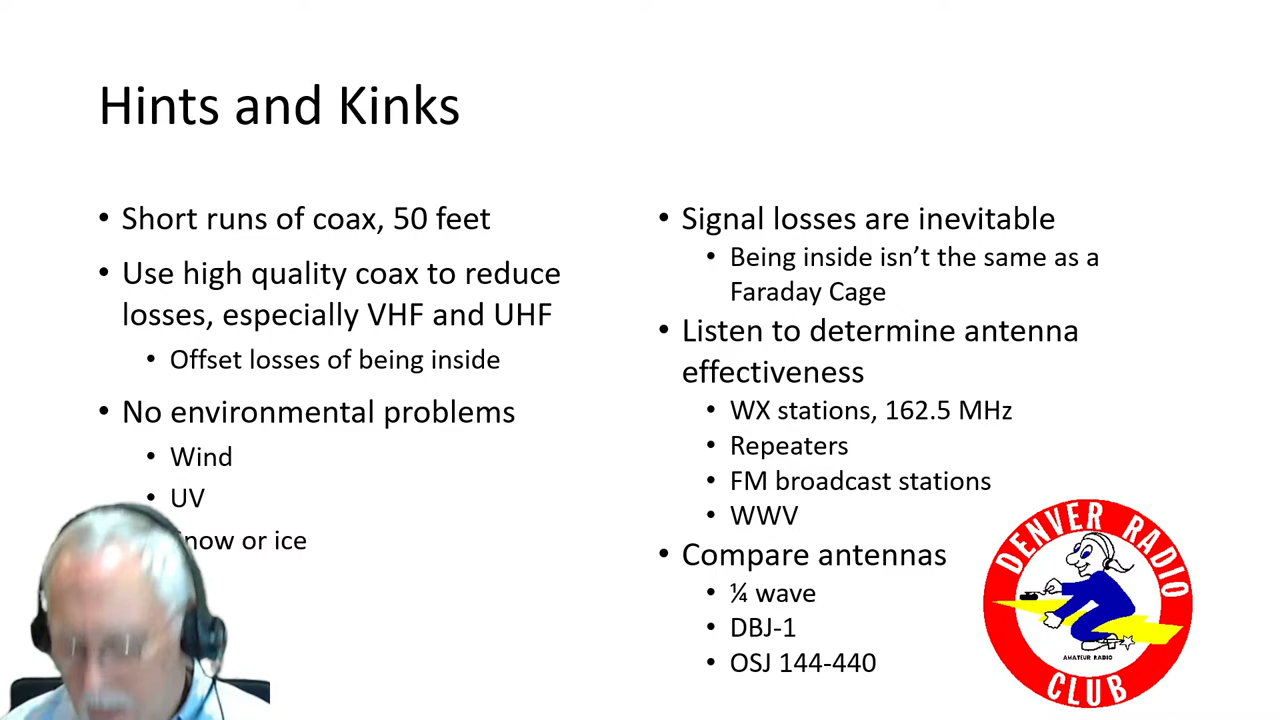 Hints and Kinks
• Short runs of coax, 50 feet
• Use high quality coax to reduce
losses, especially VHF and UHF
• Offset losses of being inside
• No environmental problems
• Wind
• UV
Snow or ice
• Signal losses are inevitable
• Being inside isn’t the same as a
Faraday Cage
• Listen to determine antenna
effectiveness
• WX stations, 162.5 MHz
• Repeaters
• FM broadcast stations
• WWV
• Compare antennas
• ¼ wave
• DBJ-1
• OSJ 144-440
DENVER RADIO
AMATEUR RADIO
CLUB